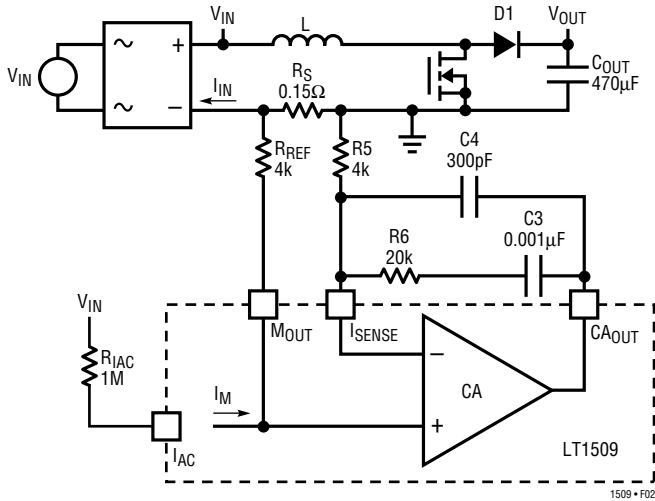 V_IN
L
D1
V_OUT
V_IN
~
~
+
−
I_IN
R_S
0.15Ω
C_OUT
470µF
R_REF
4k
R5
4k
C4
300pF
C3
0.001µF
R6
20k
V_IN
M_OUT
I_SENSE
CA_OUT
R_IAC
1M
I_M
−
CA
+
I_AC
LT1509
1509 • F02